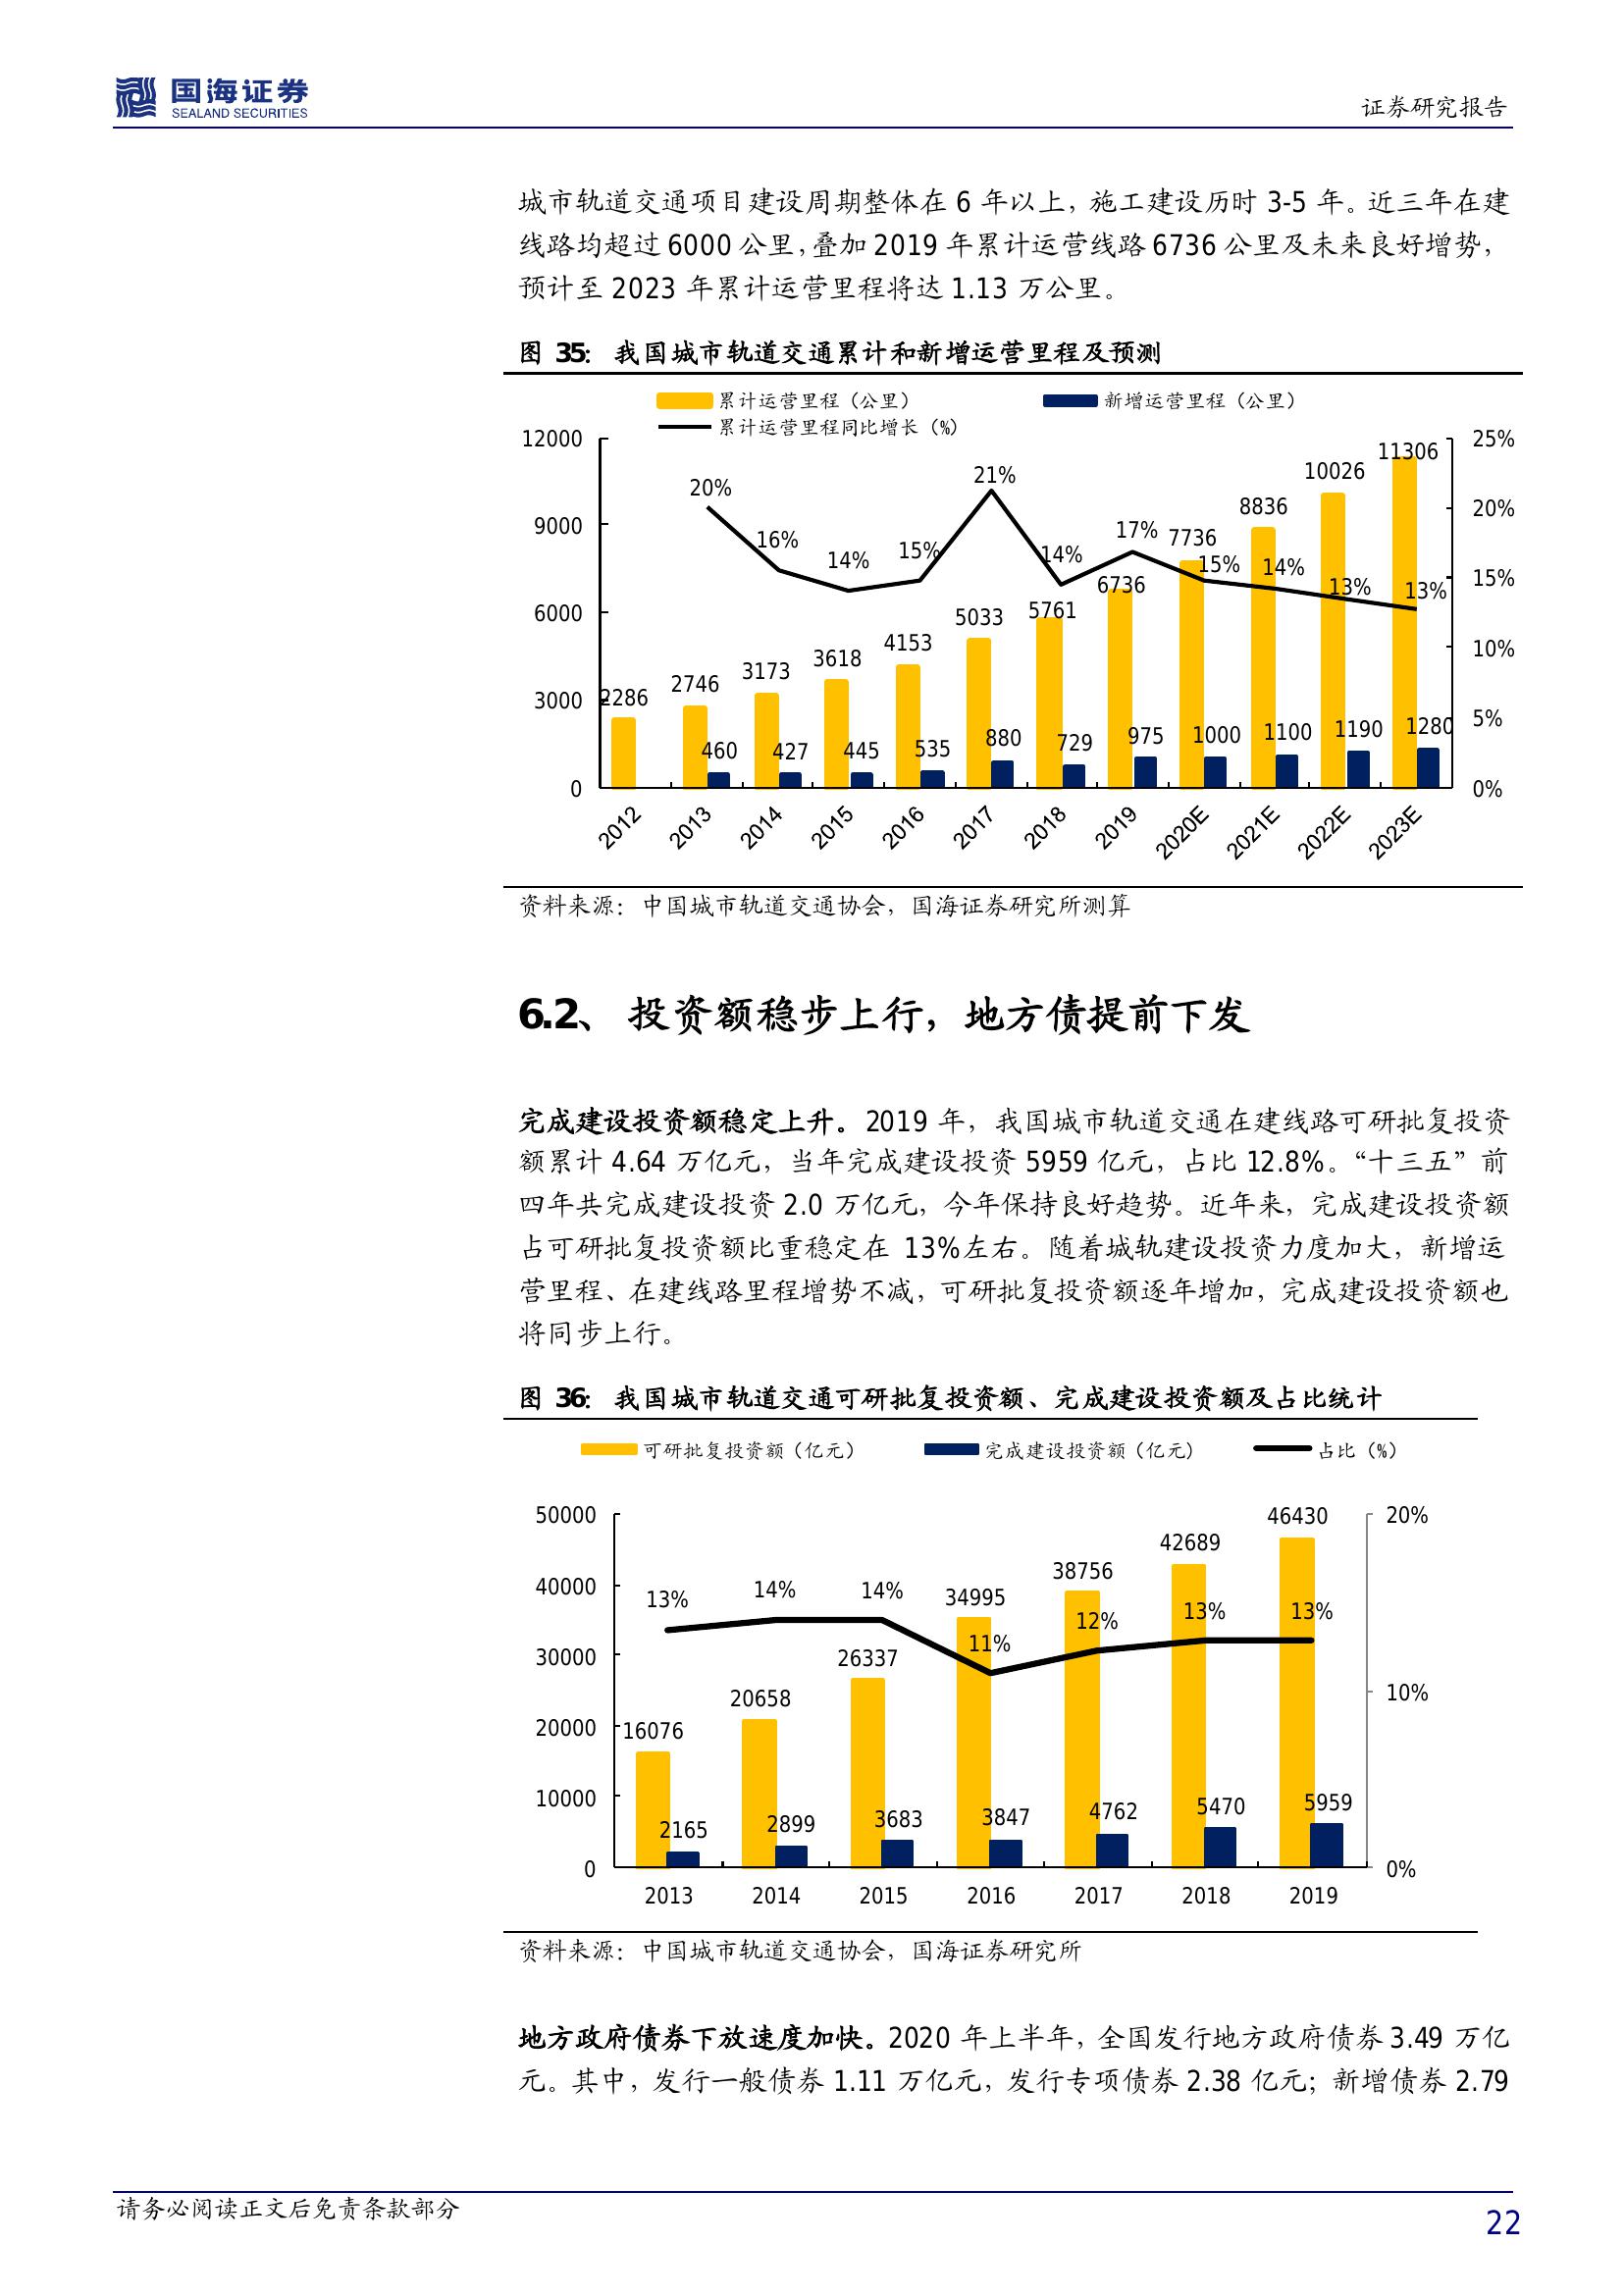 国海证券
SEALAND SECURITIES
证券研究报告
城市轨道交通项目建设周期整体在 6 年以上，施工建设历时 3-5 年。近三年在建
线路均超过 6000 公里，叠加 2019 年累计运营线路 6736 公里及未来良好增势，
预计至 2023 年累计运营里程将达 1.13 万公里。
图 35： 我国城市轨道交通累计和新增运营里程及预测
累计运营里程（公里） 新增运营里程（公里）
累计运营里程同比增长（%）
12000
9000
6000
3000
0
25%
20%
15%
10%
5%
0%
20% 16% 14% 15% 21% 14% 17% 15% 14% 13% 13%
2286 2746 3173 3618 4153 5033 5761 6736 7736 8836 10026 11306
460 427 445 535 880 729 975 1000 1100 1190 1280
2012 2013 2014 2015 2016 2017 2018 2019 2020E 2021E 2022E 2023E
资料来源：中国城市轨道交通协会，国海证券研究所测算
6.2、 投资额稳步上行，地方债提前下发
完成建设投资额稳定上升。2019 年，我国城市轨道交通在建线路可研批复投资
额累计 4.64 万亿元，当年完成建设投资 5959 亿元，占比 12.8%。“十三五”前
四年共完成建设投资 2.0 万亿元，今年保持良好趋势。近年来，完成建设投资额
占可研批复投资额比重稳定在 13%左右。随着城轨建设投资力度加大，新增运
营里程、在建线路里程增势不减，可研批复投资额逐年增加，完成建设投资额也
将同步上行。
图 36： 我国城市轨道交通可研批复投资额、完成建设投资额及占比统计
可研批复投资额（亿元） 完成建设投资额（亿元） 占比（%）
50000
40000
30000
20000
10000
0
20%
10%
0%
13% 14% 14% 11% 12% 13% 13%
16076 20658 26337 34995 38756 42689 46430
2165 2899 3683 3847 4762 5470 5959
2013 2014 2015 2016 2017 2018 2019
资料来源：中国城市轨道交通协会，国海证券研究所
地方政府债券下放速度加快。2020 年上半年，全国发行地方政府债券 3.49 万亿
元。其中，发行一般债券 1.11 万亿元，发行专项债券 2.38 亿元；新增债券 2.79
请务必阅读正文后免责条款部分
22